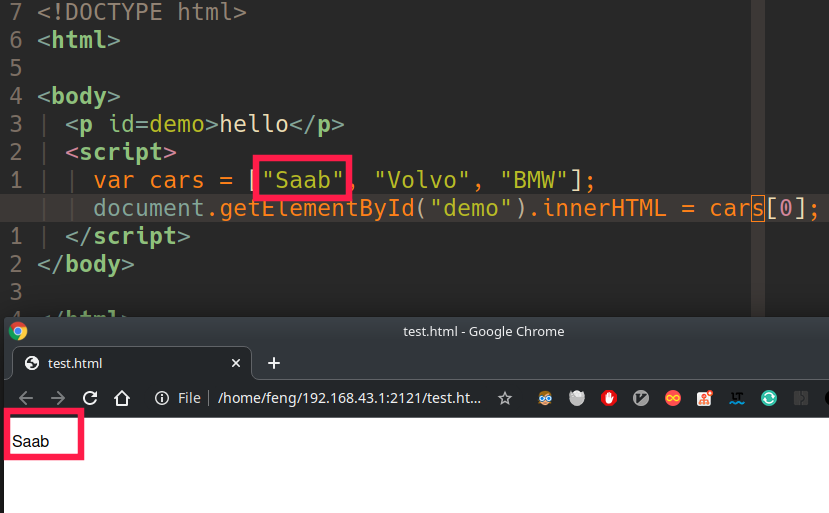 7 <!DOCTYPE html>
6 <html>
5
4 <body>
3 <p id=demo>hello</p>
2 <script>
1 var cars = ["Saab", "Volvo", "BMW"];
document.getElementById("demo").innerHTML = cars[0];
1 </script>
2 </body>
3
4 </html>
test.html - Google Chrome
test.html × +
File /home/feng/192.168.43.1:2121/test.ht...
Saab